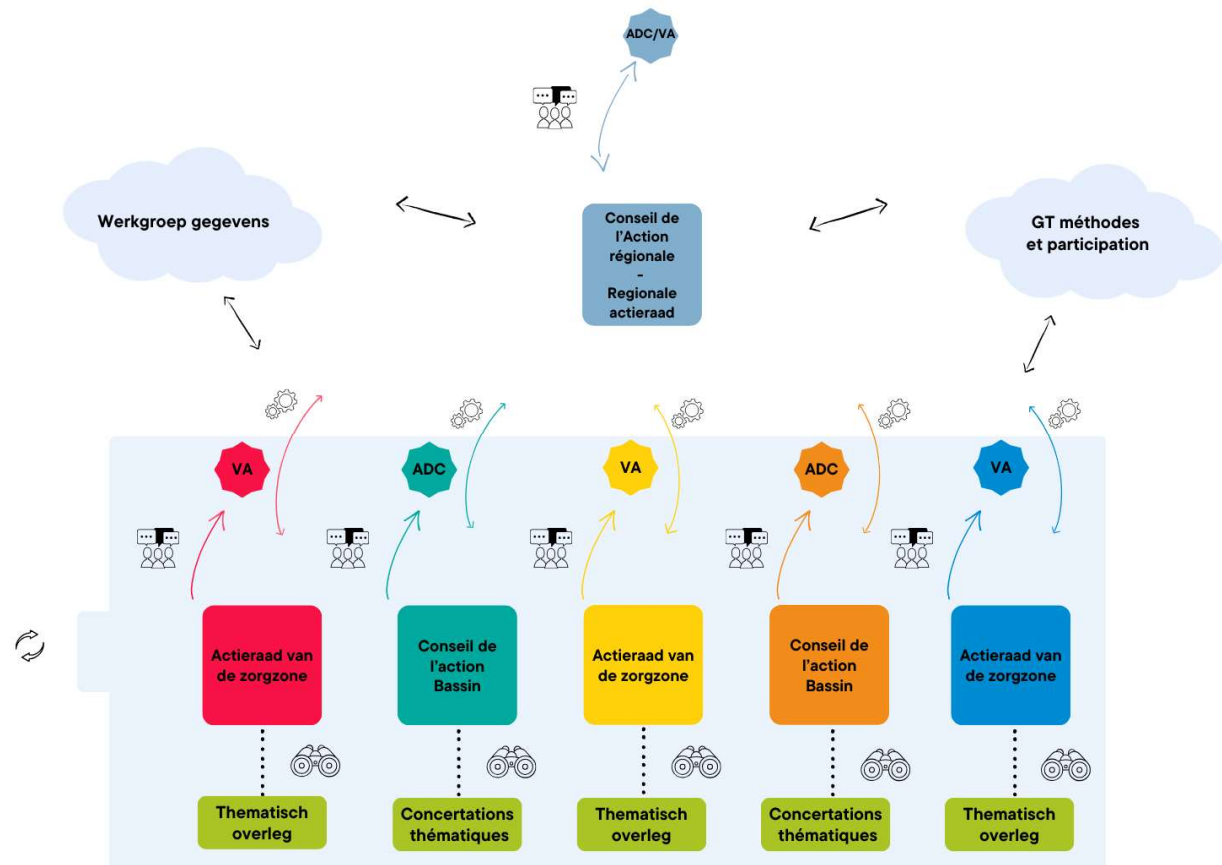 ADC/VA
Werkgroep gegevens
Conseil de
l'Action
régionale
-
Regionale
actieraad
GT méthodes
et participation
VA
ADC
VA
ADC
VA
Actieraad van
de zorgzone
Conseil de
l'action
Bassin
Actieraad van
de zorgzone
Conseil de
l'action
Bassin
Actieraad van
de zorgzone
Thematisch
overleg
Concertations
thématiques
Thematisch
overleg
Concertations
thématiques
Thematisch
overleg